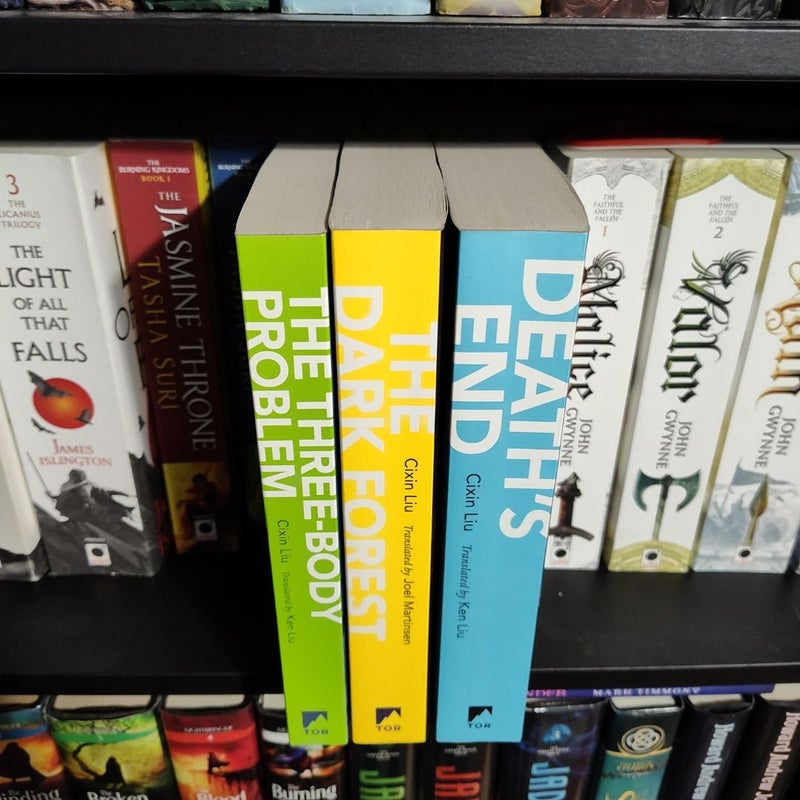 3
THE
LICANIUS
TRILOGY
THE
LIGHT
OF ALL
THAT
FALLS
JAMES
ISLINGTON
THE
BURNING KINGDOMS
BOOK 1
THE
JASMINE THRONE
TASHA SURI
THE THREE-BODY
PROBLEM
Cixin Liu Translated by Ken Liu
TOR
THE
DARK FOREST
Cixin Liu Translated by Joel Martinsen
TOR
DEATH'S
END
Cixin Liu Translated by Ken Liu
TOR
THE
FAITHFUL
AND THE
FALLEN
1
Malice
JOHN
GWYNNE
THE
FAITHFUL
AND THE
FALLEN
2
Valor
JOHN
GWYNNE
JOHN
GWYNNE
MARK TIMMONY
The
Broken
Blood
The
Burning